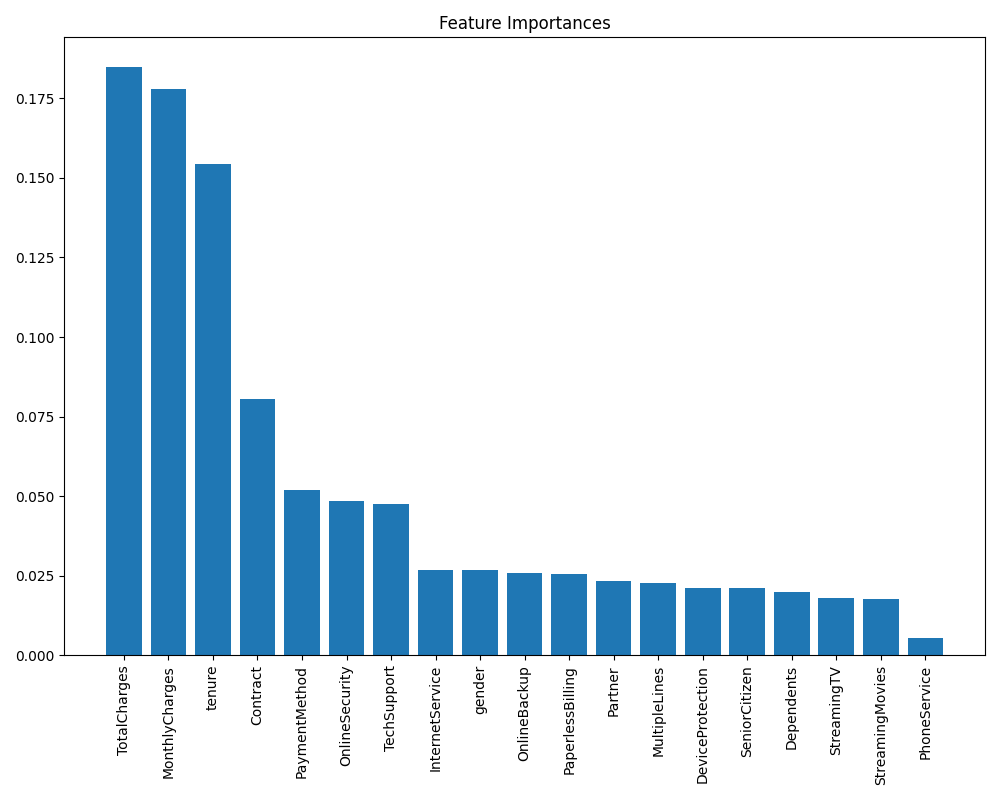 Feature Importances
0.175
0.150
0.125
0.100
0.075
0.050
0.025
0.000
TotalCharges
MonthlyCharges
tenure
Contract
PaymentMethod
OnlineSecurity
TechSupport
InternetService
gender
OnlineBackup
PaperlessBilling
Partner
MultipleLines
DeviceProtection
SeniorCitizen
Dependents
StreamingTV
StreamingMovies
PhoneService